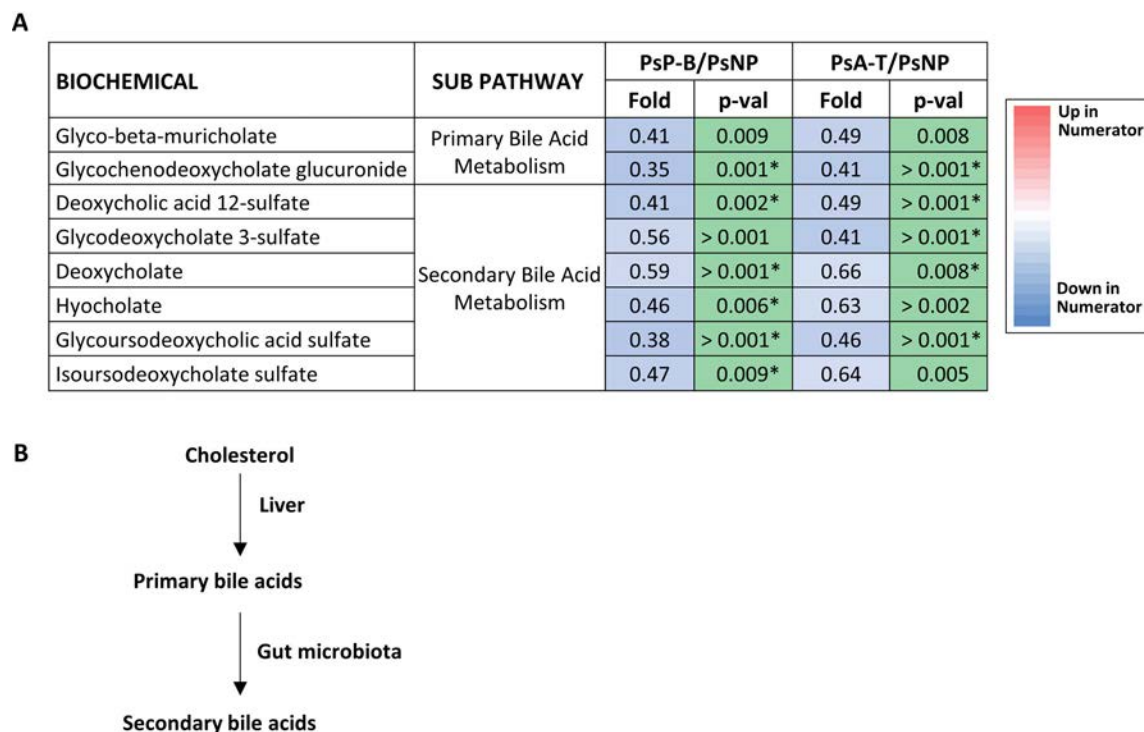 A
BIOCHEMICAL SUB PATHWAY PsP-B/PsNP PsA-T/PsNP
Fold p-val Fold p-val
Glyco-beta-muricholate Primary Bile Acid Metabolism 0.41 0.009 0.49 0.008
Glycochenodeoxycholate glucuronide 0.35 0.001* 0.41 > 0.001*
Deoxycholic acid 12-sulfate Secondary Bile Acid Metabolism 0.41 0.002* 0.49 > 0.001*
Glycodeoxycholate 3-sulfate 0.56 > 0.001 0.41 > 0.001*
Deoxycholate 0.59 > 0.001* 0.66 0.008*
Hyocholate 0.46 0.006* 0.63 > 0.002
Glycoursodeoxycholic acid sulfate 0.38 > 0.001* 0.46 > 0.001*
Isoursodeoxycholate sulfate 0.47 0.009* 0.64 0.005
Up in
Numerator
Down in
Numerator
B
Cholesterol
Liver
Primary bile acids
Gut microbiota
Secondary bile acids